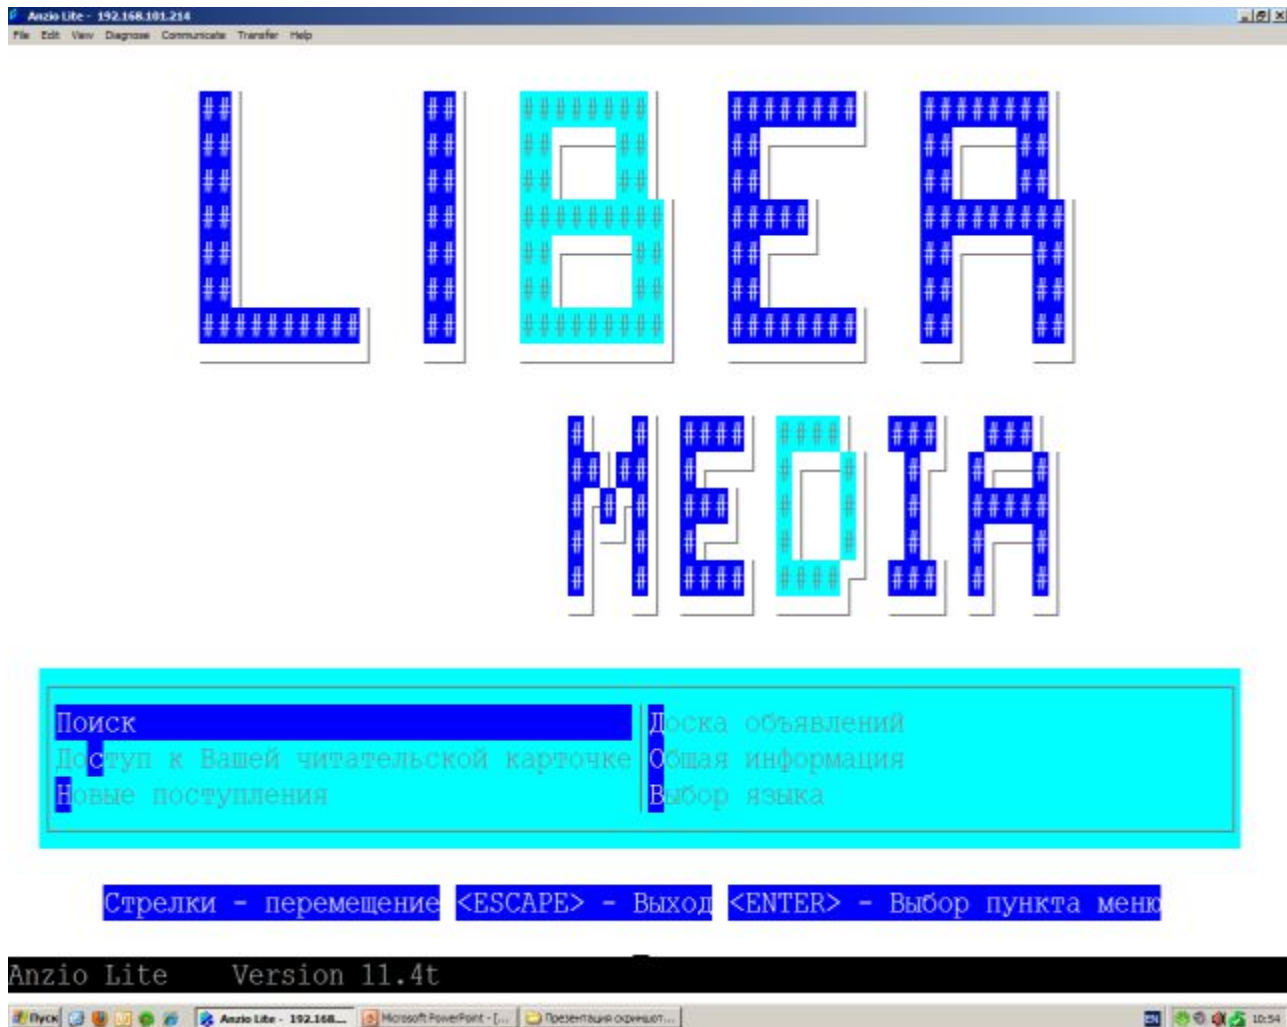 Anzio Lite - 192.168.101.214
File Edit View Diagnose Communicate Transfer Help
LIBER
MEDIA
Поиск
Доступ к Вашей читательской карточке
Новые поступления
Доска объявлений
Общая информация
Выбор языка
Стрелки - перемещение <ESCAPE> - Выход <ENTER> - Выбор пункта меню
Anzio Lite Version 11.4t
Пуск Anzio Lite - 192.168.... Microsoft PowerPoint - [... Презентация скриншот... EN 10:54